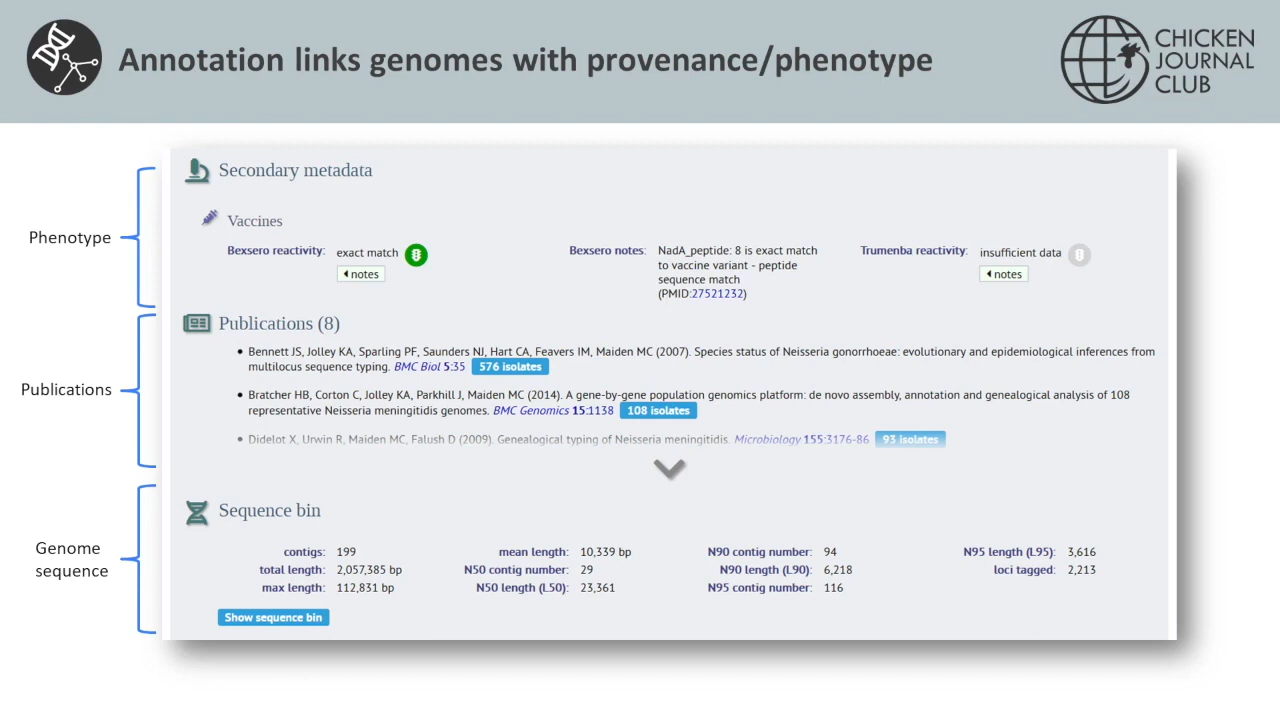 Annotation links genomes with provenance/phenotype
CHICKEN
JOURNAL
CLUB
Phenotype
Secondary metadata
Vaccines
Bexsero reactivity: exact match
notes
Bexsero notes: NadA_peptide: 8 is exact match
to vaccine variant - peptide
sequence match
(PMID:27521232)
Trumenba reactivity: insufficient data
notes
Publications
Publications (8)
• Bennett JS, Jolley KA, Sparling PF, Saunders NJ, Hart CA, Feavers IM, Maiden MC (2007). Species status of Neisseria gonorrhoeae: evolutionary and epidemiological inferences from
multilocus sequence typing. BMC Biol 5:35 576 isolates
• Bratcher HB, Corton C, Jolley KA, Parkhill J, Maiden MC (2014). A gene-by-gene population genomics platform: de novo assembly, annotation and genealogical analysis of 108
representative Neisseria meningitidis genomes. BMC Genomics 15:1138 108 isolates
• Didelot X, Urwin R, Maiden MC, Falush D (2009). Genealogical typing of Neisseria meningitidis. Microbiology 155:3176-86 93 isolates
Genome
sequence
Sequence bin
contigs: 199 mean length: 10,339 bp N90 contig number: 94 N95 length (L95): 3,616
total length: 2,057,385 bp N50 contig number: 29 N90 length (L90): 6,218 loci tagged: 2,213
max length: 112,831 bp N50 length (L50): 23,361 N95 contig number: 116
Show sequence bin